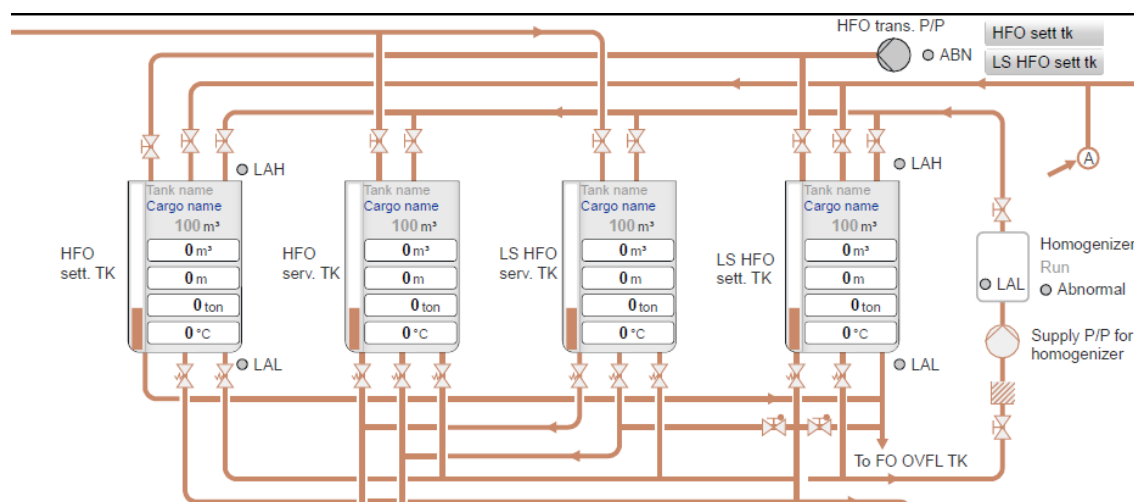 HFO trans. P/P
ABN
HFO sett tk
LS HFO sett tk
A
LAH
LAH
HFO
sett. TK
Tank name
Cargo name
100 m³
0 m³
0 m
0 ton
0 °C
LAL
HFO
serv. TK
Tank name
Cargo name
100 m³
0 m³
0 m
0 ton
0 °C
LS HFO
serv. TK
Tank name
Cargo name
100 m³
0 m³
0 m
0 ton
0 °C
LS HFO
sett. TK
Tank name
Cargo name
100 m³
0 m³
0 m
0 ton
0 °C
LAL
Homogenizer
Run
LAL
Abnormal
Supply P/P for
homogenizer
To FO OVFL TK